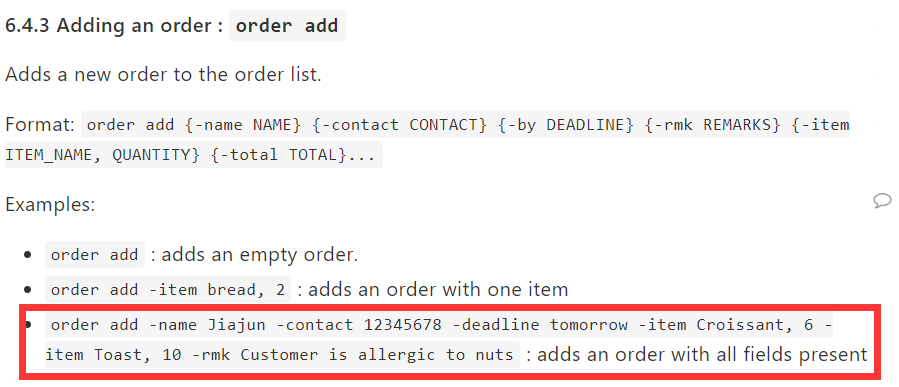 6.4.3 Adding an order : order add
Adds a new order to the order list.
Format: order add {-name NAME} {-contact CONTACT} {-by DEADLINE} {-rmk REMARKS} {-item
ITEM_NAME, QUANTITY} {-total TOTAL}...
Examples:
• order add : adds an empty order.
• order add -item bread, 2 : adds an order with one item
• order add -name Jiajun -contact 12345678 -deadline tomorrow -item Croissant, 6 -
item Toast, 10 -rmk Customer is allergic to nuts : adds an order with all fields present